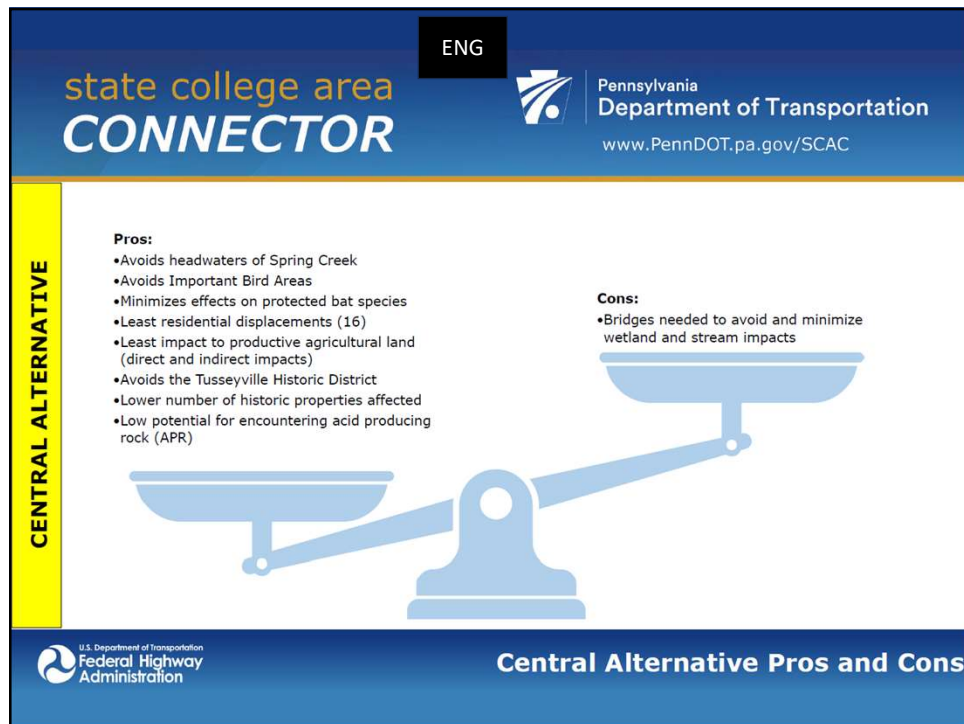 ENG
state college area
CONNECTOR
Pennsylvania
Department of Transportation
www.PennDOT.pa.gov/SCAC
CENTRAL ALTERNATIVE
Pros:
•Avoids headwaters of Spring Creek
•Avoids Important Bird Areas
•Minimizes effects on protected bat species
•Least residential displacements (16)
•Least impact to productive agricultural land
(direct and indirect impacts)
•Avoids the Tusseyville Historic District
•Lower number of historic properties affected
•Low potential for encountering acid producing
rock (APR)
Cons:
•Bridges needed to avoid and minimize
wetland and stream impacts
U.S. Department of Transportation
Federal Highway
Administration
Central Alternative Pros and Cons